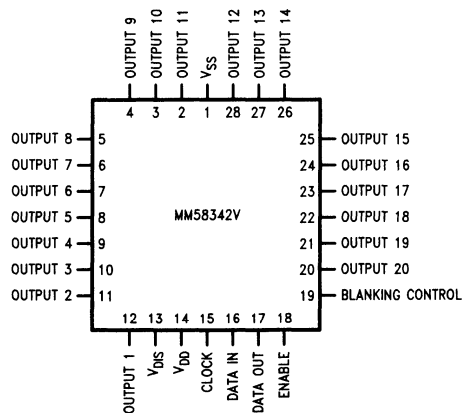 OUTPUT 9
OUTPUT 10
OUTPUT 11
VSS
OUTPUT 12
OUTPUT 13
OUTPUT 14
4 3 2 1 28 27 26
OUTPUT 8 5
OUTPUT 7 6
OUTPUT 6 7
OUTPUT 5 8
OUTPUT 4 9
OUTPUT 3 10
OUTPUT 2 11
MM58342V
25 OUTPUT 15
24 OUTPUT 16
23 OUTPUT 17
22 OUTPUT 18
21 OUTPUT 19
20 OUTPUT 20
19 BLANKING CONTROL
12 13 14 15 16 17 18
OUTPUT 1
VDIS
VDD
CLOCK
DATA IN
DATA OUT
ENABLE